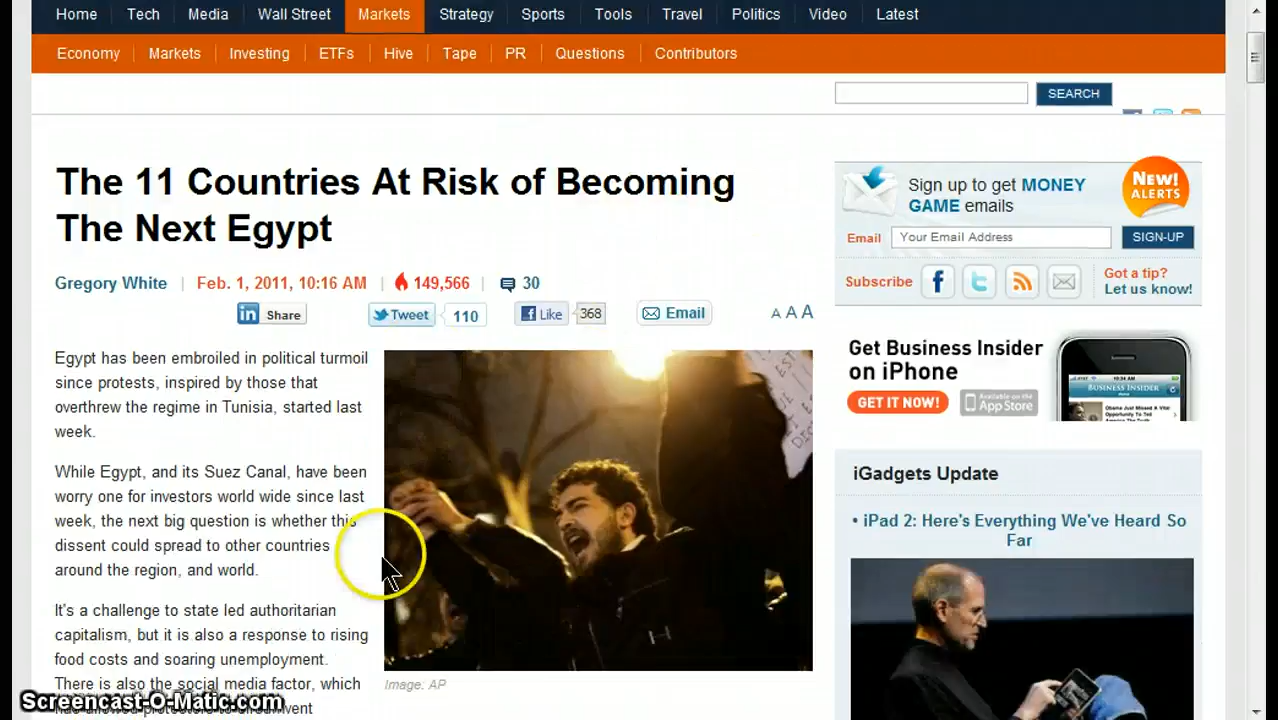 Home Tech Media Wall Street Markets Strategy Sports Tools Travel Politics Video Latest
Economy Markets Investing ETFs Hive Tape PR Questions Contributors
SEARCH
The 11 Countries At Risk of Becoming
The Next Egypt
Gregory White | Feb. 1, 2011, 10:16 AM | 149,566 | 30
Share Tweet 110 Like 368 Email A A A
Egypt has been embroiled in political turmoil
since protests, inspired by those that
overthrew the regime in Tunisia, started last
week.
While Egypt, and its Suez Canal, have been
worry one for investors world wide since last
week, the next big question is whether this
dissent could spread to other countries
around the region, and world.
It's a challenge to state led authoritarian
capitalism, but it is also a response to rising
food costs and soaring unemployment.
There is also the social media factor, which
Image: AP
Sign up to get MONEY
GAME emails
NEW!
ALERTS
Email Your Email Address SIGN-UP
Subscribe
Got a tip?
Let us know!
Get Business Insider
on iPhone
GET IT NOW! Available on the
App Store
BUSINESS INSIDER
iGadgets Update
• iPad 2: Here's Everything We've Heard So
Far
Screencast-O-Matic.com